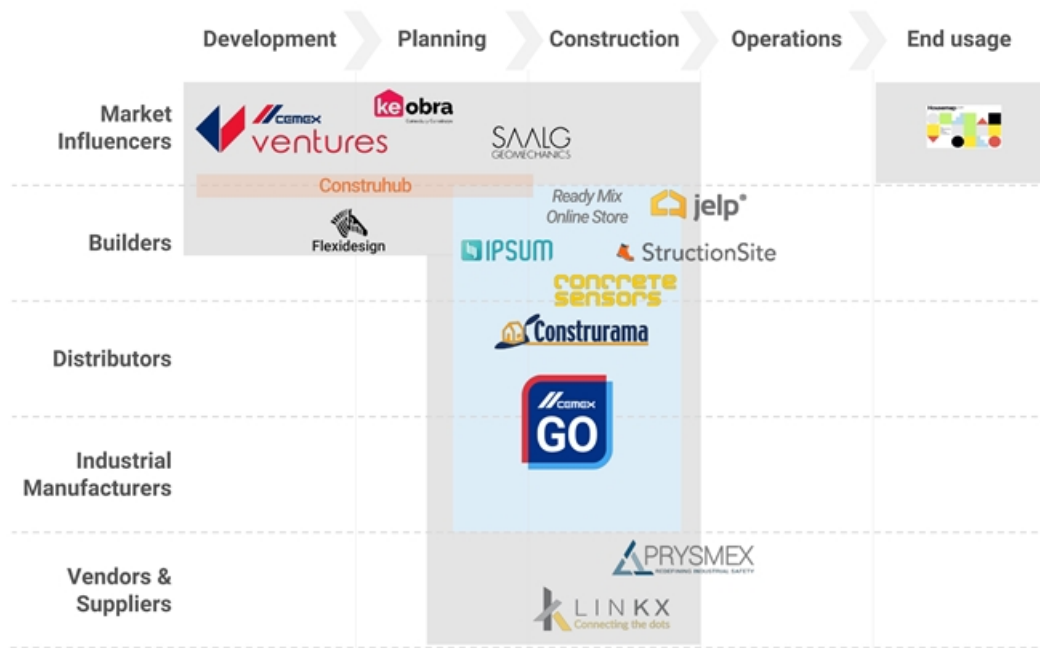 Development
Planning
Construction
Operations
End usage
Market
Influencers
CEMEX
ventures
ke obra
SAALG
GEOMECHANICS
Housemap
Construhub
Builders
Flexidesign
Ready Mix
Online Store
jelp
IPSUM
StructionSite
concrete
sensors
Distributors
Construrama
CEMEX
GO
Industrial
Manufacturers
Vendors &
Suppliers
PRYSMEX
REDEFINING INDUSTRIAL SAFETY
LINKX
Connecting the dots